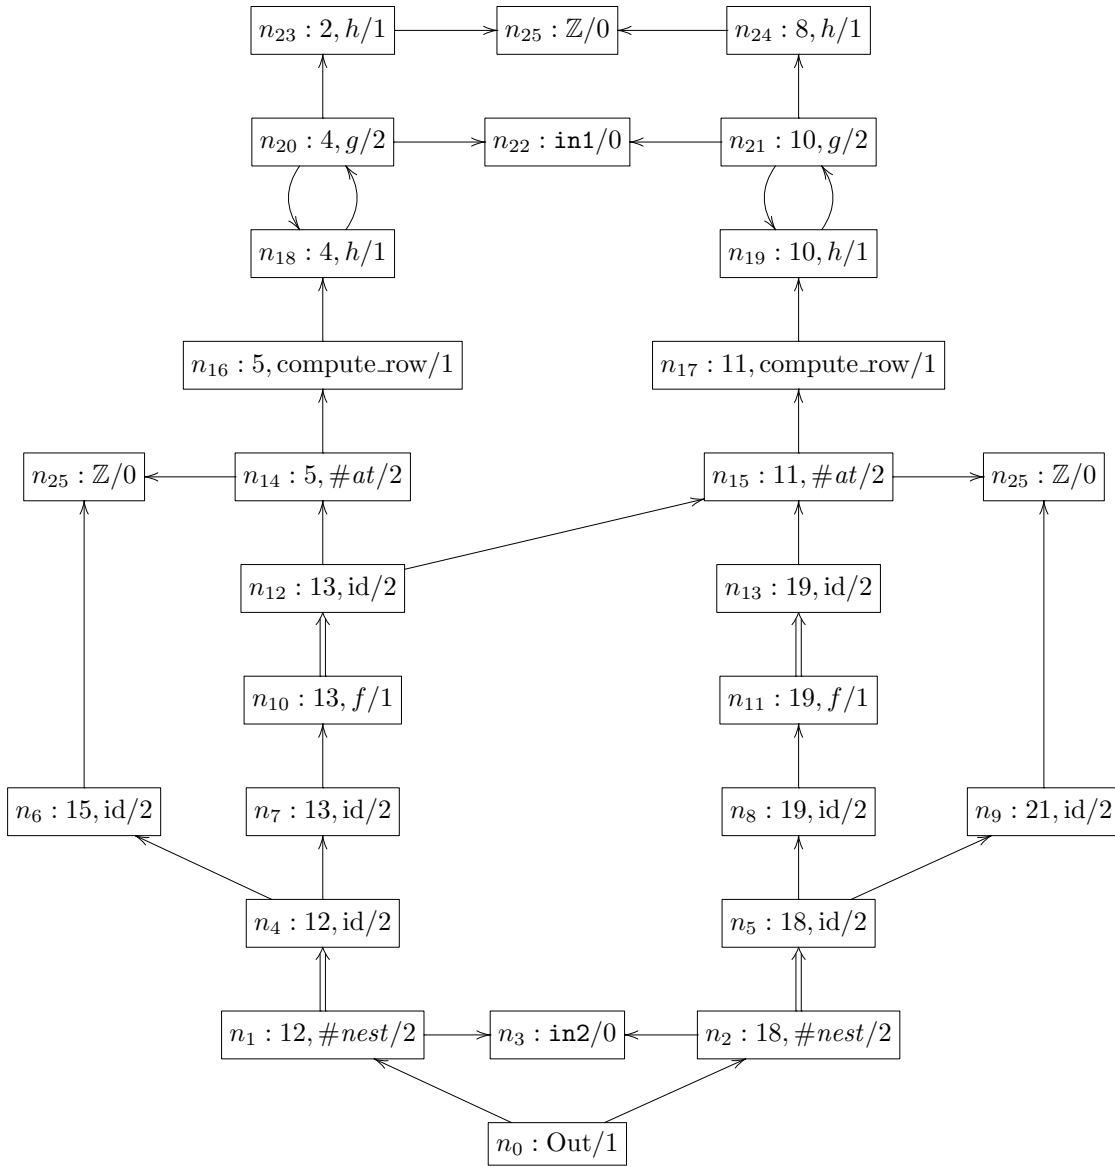 n₂₃ : 2, h/1
n₂₅ : ℤ/0
n₂₄ : 8, h/1
n₂₀ : 4, g/2
n₂₂ : in1/0
n₂₁ : 10, g/2
n₁₈ : 4, h/1
n₁₉ : 10, h/1
n₁₆ : 5, compute_row/1
n₁₇ : 11, compute_row/1
n₂₅ : ℤ/0
n₁₄ : 5, #at/2
n₁₅ : 11, #at/2
n₂₅ : ℤ/0
n₁₂ : 13, id/2
n₁₃ : 19, id/2
n₁₀ : 13, f/1
n₁₁ : 19, f/1
n₆ : 15, id/2
n₇ : 13, id/2
n₈ : 19, id/2
n₉ : 21, id/2
n₄ : 12, id/2
n₅ : 18, id/2
n₁ : 12, #nest/2
n₃ : in2/0
n₂ : 18, #nest/2
n₀ : Out/1